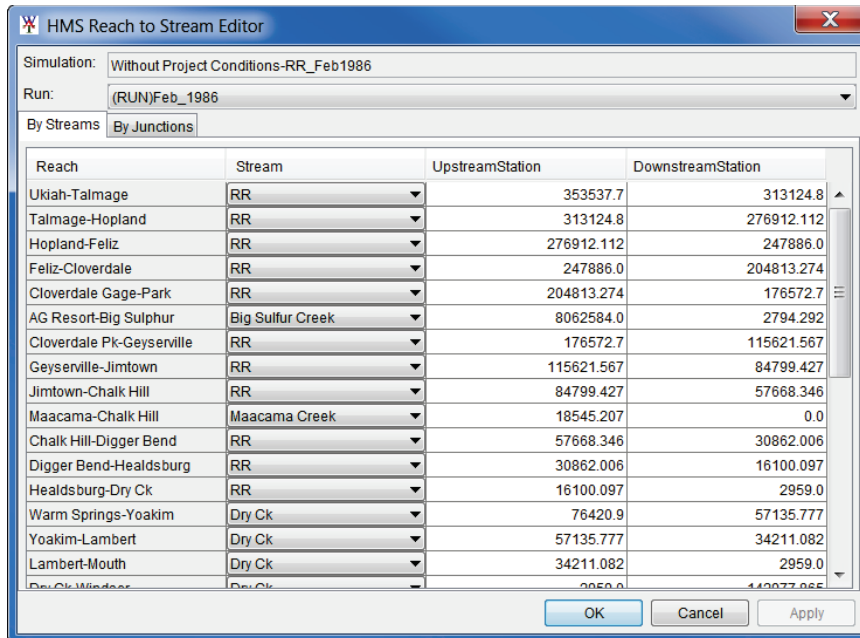 HMS Reach to Stream Editor
Simulation: Without Project Conditions-RR_Feb1986
Run: (RUN)Feb_1986
By Streams By Junctions
Reach Stream UpstreamStation DownstreamStation
Ukiah-Talmage RR 353537.7 313124.8
Talmage-Hopland RR 313124.8 276912.112
Hopland-Feliz RR 276912.112 247886.0
Feliz-Cloverdale RR 247886.0 204813.274
Cloverdale Gage-Park RR 204813.274 176572.7
AG Resort-Big Sulphur Big Sulfur Creek 8062584.0 2794.292
Cloverdale Pk-Geyserville RR 176572.7 115621.567
Geyserville-Jimtown RR 115621.567 84799.427
Jimtown-Chalk Hill RR 84799.427 57668.346
Maacama-Chalk Hill Maacama Creek 18545.207 0.0
Chalk Hill-Digger Bend RR 57668.346 30862.006
Digger Bend-Healdsburg RR 30862.006 16100.097
Healdsburg-Dry Ck RR 16100.097 2959.0
Warm Springs-Yoakim Dry Ck 76420.9 57135.777
Yoakim-Lambert Dry Ck 57135.777 34211.082
Lambert-Mouth Dry Ck 34211.082 2959.0
Dry Ck-Windsor Dry Ck 2959.0
OK Cancel Apply